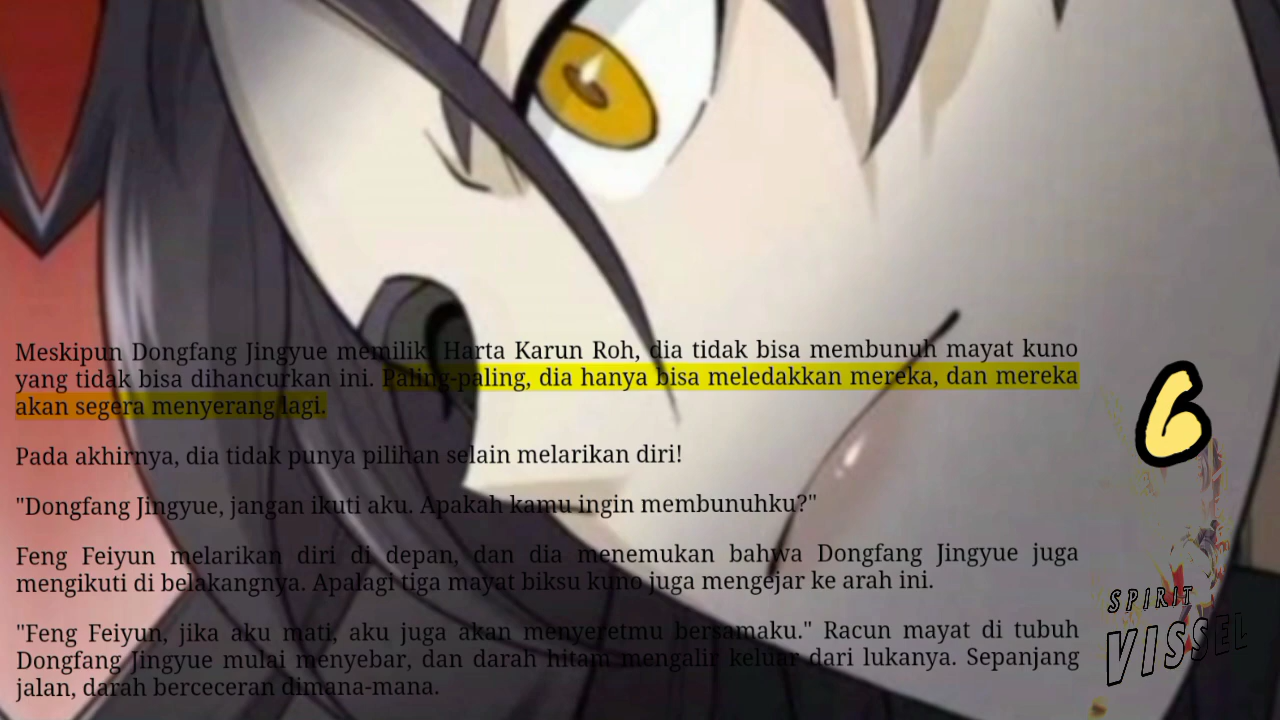 Meskipun Dongfang Jingyue memiliki Harta Karun Roh, dia tidak bisa membunuh mayat kuno
yang tidak bisa dihancurkan ini. Paling-paling, dia hanya bisa meledakkan mereka, dan mereka
akan segera menyerang lagi.
Pada akhirnya, dia tidak punya pilihan selain melarikan diri!
"Dongfang Jingyue, jangan ikuti aku. Apakah kamu ingin membunuhku?"
Feng Feiyun melarikan diri di depan, dan dia menemukan bahwa Dongfang Jingyue juga
mengikuti di belakangnya. Apalagi tiga mayat biksu kuno juga mengejar ke arah ini.
"Feng Feiyun, jika aku mati, aku juga akan menyeretmu bersamaku." Racun mayat di tubuh
Dongfang Jingyue mulai menyebar, dan darah hitam mengalir keluar dari lukanya. Sepanjang
jalan, darah berceceran dimana-mana.
6
SPIRIT
VISSEL